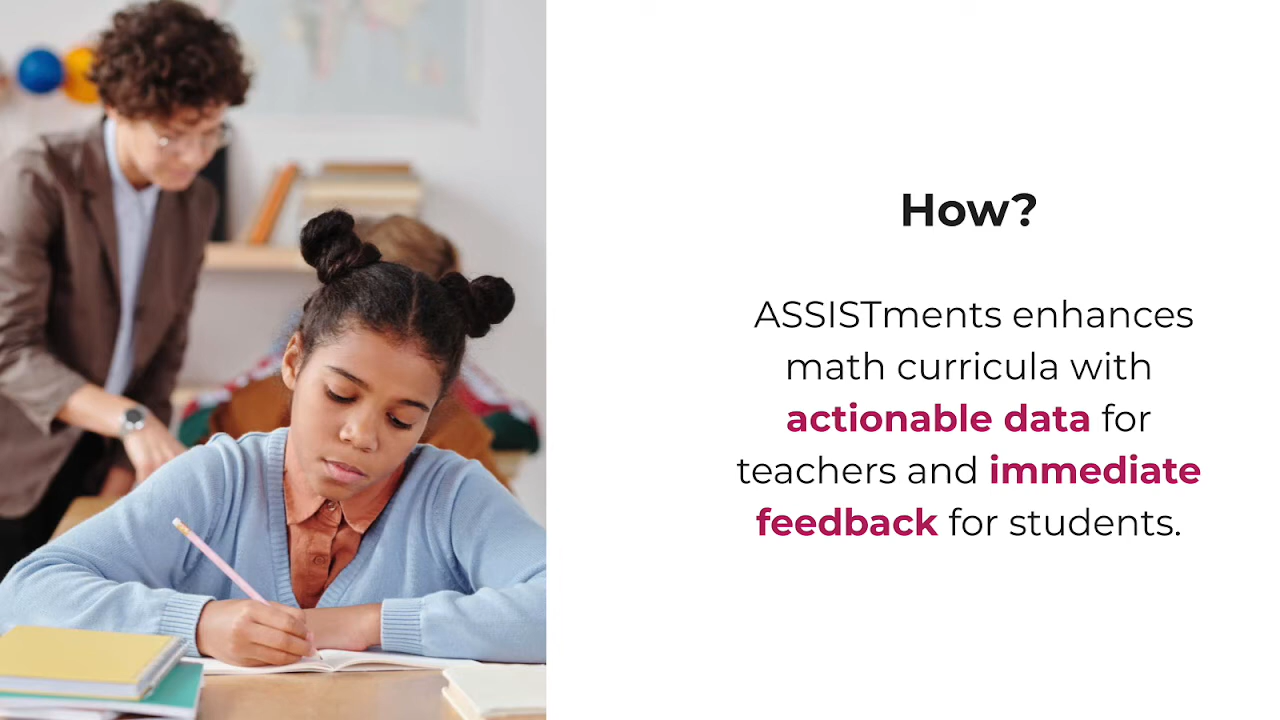 How?
ASSISTments enhances
math curricula with
actionable data for
teachers and immediate
feedback for students.